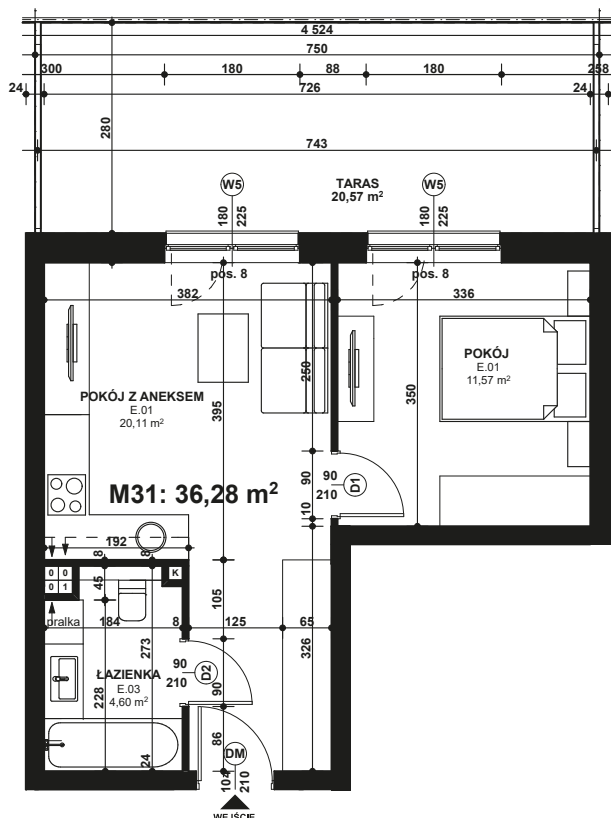 4 524
750
300
180
88
180
258
24
726
24
280
743
W5
TARAS
20,57 m²
W5
180
225
180
225
pos. 8
pos. 8
382
336
POKÓJ
E.01
11,57 m²
250
350
POKÓJ Z ANEKSEM
E.01
20,11 m²
395
90
90
210
D1
M31: 36,28 m²
10
192
8
8
0 0
0 1
45
K
105
pralka
184
8
125
65
273
326
90
210
D2
ŁAZIENKA
E.03
4,60 m²
228
90
24
86
DM
104
210
WEJŚCIE